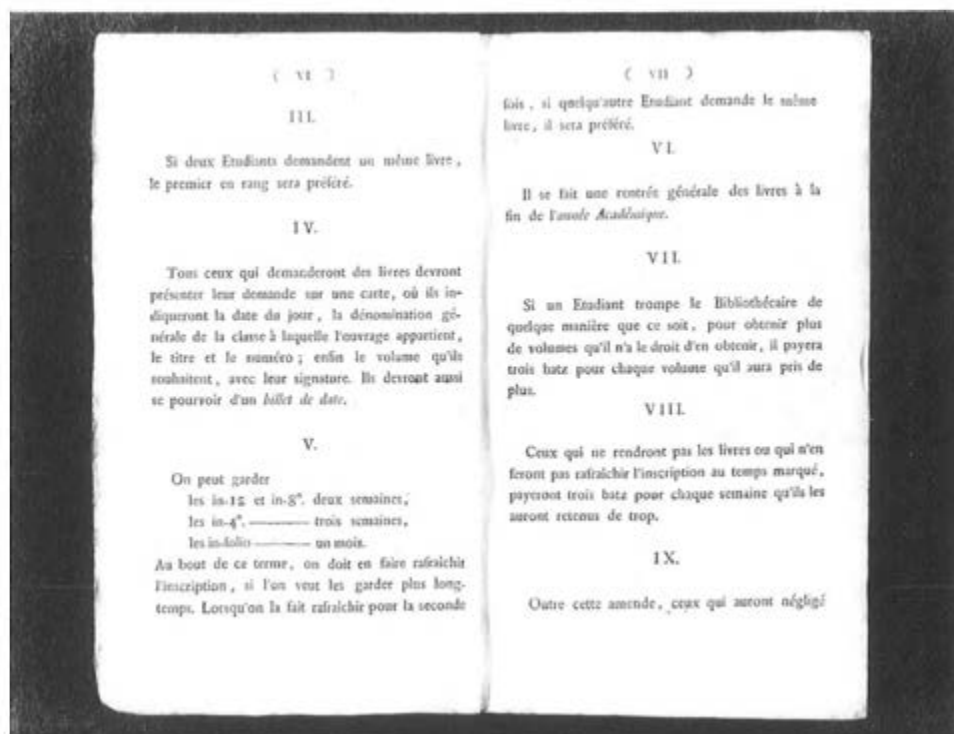 ( VI )
III.
Si deux Etudians demandent un même livre,
le premier en rang sera préféré.
IV.
Tous ceux qui demanderont des livres devront
présenter leur demande sur une carte, où ils in-
diqueront la date du jour, la dénomination gé-
nérale de la classe à laquelle l'ouvrage appartient,
le titre et le numéro; enfin le volume qu'ils
souhaitent, avec leur signature. Ils devront aussi
se pourvoir d'un billet de date.
V.
On peut garder
les in-12 et in-8°. deux semaines,
les in-4°. ——— trois semaines,
les in-folio ——— un mois.
Au bout de ce terme, on doit en faire rafraîchir
l'inscription, si l'on veut les garder plus long-
temps. Lorsqu'on la fait rafraîchir pour la seconde
( VII )
fois, si quelqu'autre Etudiant demande le même
livre, il sera préféré.
VI.
Il se fait une rentrée générale des livres à la
fin de l'année Académique.
VII.
Si un Etudiant trompe le Bibliothécaire de
quelque manière que ce soit, pour obtenir plus
de volumes qu'il n'a le droit d'en obtenir, il payera
trois batz pour chaque volume qu'il aura pris de
plus.
VIII.
Ceux qui ne rendront pas les livres ou qui n'en
feront pas rafraîchir l'inscription au temps marqué,
payeront trois batz pour chaque semaine qu'ils les
auront retenus de trop.
IX.
Outre cette amende, ceux qui auront négligé